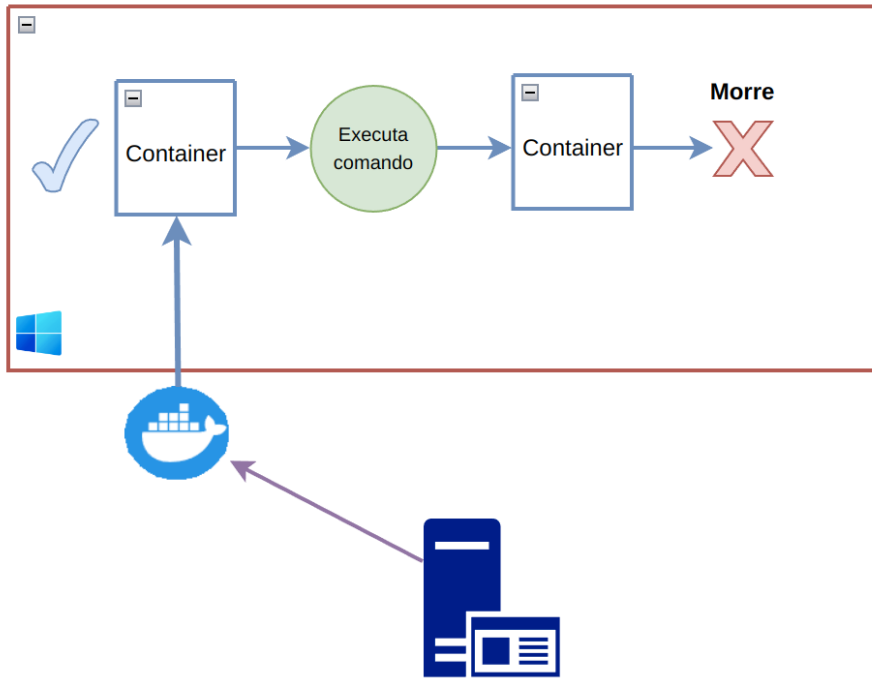 Container
Executa
comando
Container
Morre